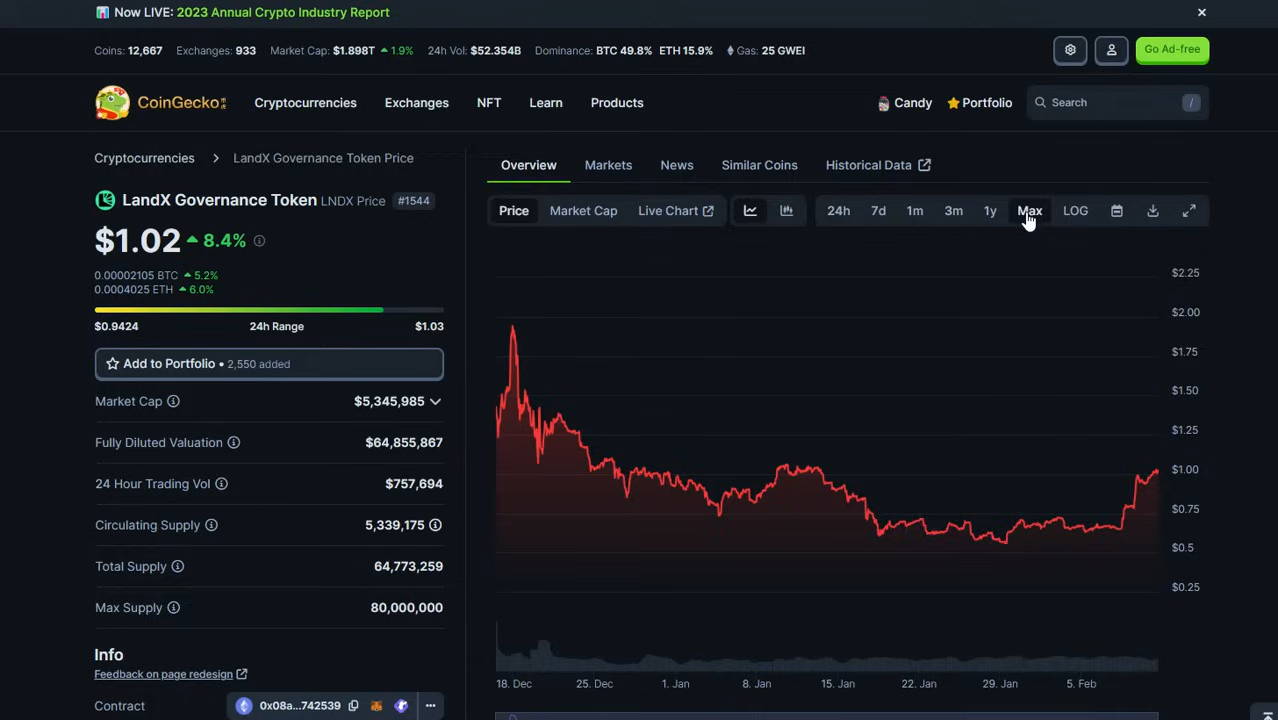 Now LIVE: 2023 Annual Crypto Industry Report
Coins: 12,667 Exchanges: 933 Market Cap: $1.898T 1.9% 24h Vol: $52.354B Dominance: BTC 49.8% ETH 15.9% Gas: 25 GWEI
Go Ad-free
CoinGecko
Cryptocurrencies Exchanges NFT Learn Products
Candy Portfolio Search /
Cryptocurrencies > LandX Governance Token Price
LandX Governance Token LNDX Price #1544
$1.02 8.4%
0.00002105 BTC 5.2%
0.0004025 ETH 6.0%
$0.9424 24h Range $1.03
Add to Portfolio • 2,550 added
Market Cap $5,345,985
Fully Diluted Valuation $64,855,867
24 Hour Trading Vol $757,694
Circulating Supply 5,339,175
Total Supply 64,773,259
Max Supply 80,000,000
Info
Feedback on page redesign
Contract 0x08a...742539
Overview Markets News Similar Coins Historical Data
Price Market Cap Live Chart 24h 7d 1m 3m 1y Max LOG
$2.25
$2.00
$1.75
$1.50
$1.25
$1.00
$0.75
$0.5
$0.25
18. Dec 25. Dec 1. Jan 8. Jan 15. Jan 22. Jan 29. Jan 5. Feb